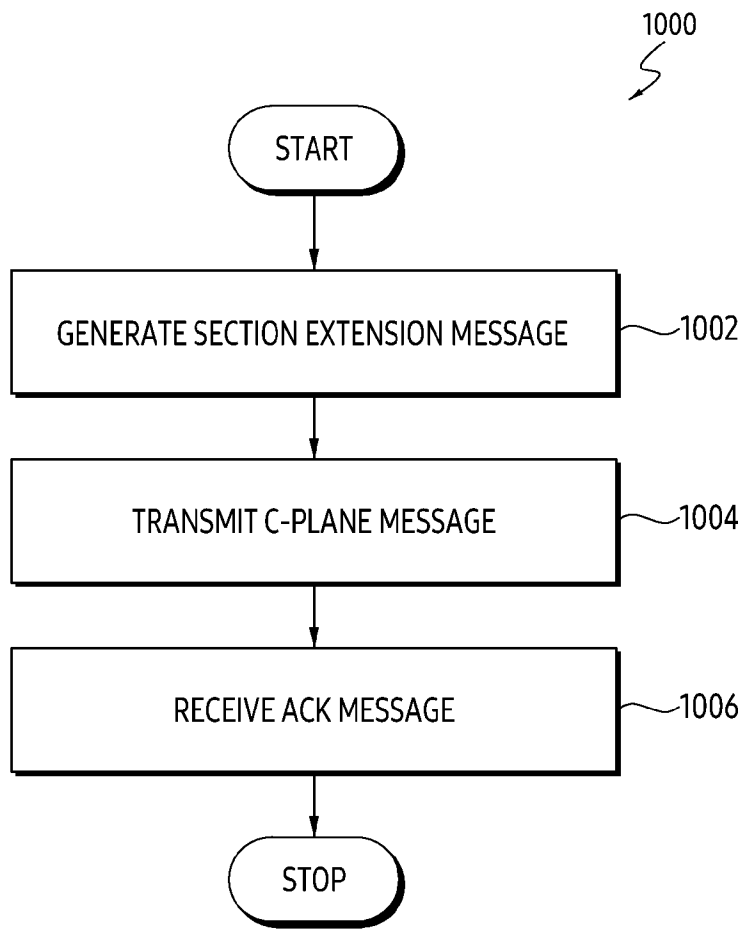 1000
START
GENERATE SECTION EXTENSION MESSAGE
1002
TRANSMIT C-PLANE MESSAGE
1004
RECEIVE ACK MESSAGE
1006
STOP